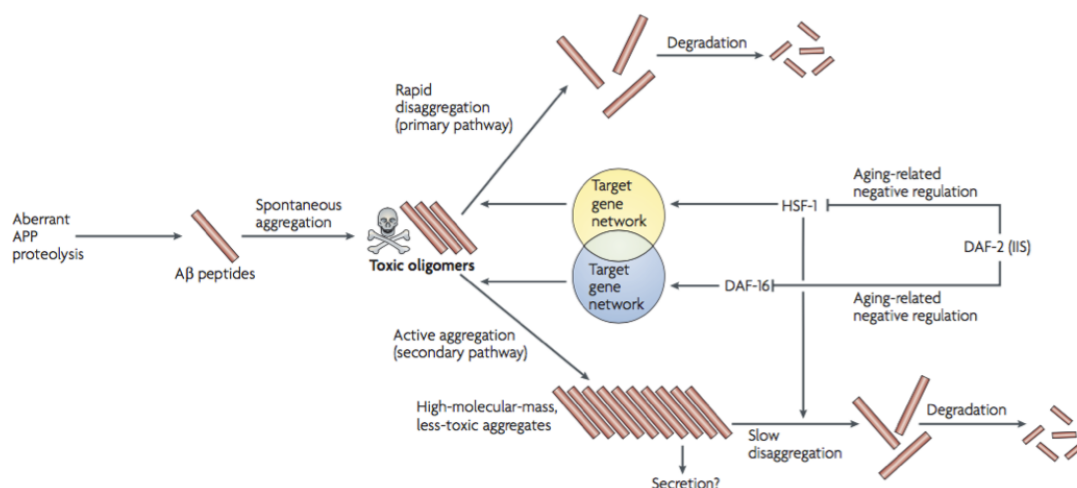 Degradation
Rapid
disaggregation
(primary pathway)
Aberrant
APP
proteolysis
Spontaneous
aggregation
Aβ peptides
Toxic oligomers
Target
gene
network
Target
gene
network
HSF-1
DAF-16
Aging-related
negative regulation
DAF-2 (IIS)
Aging-related
negative regulation
Active aggregation
(secondary pathway)
High-molecular-mass,
less-toxic aggregates
Slow
disaggregation
Degradation
Secretion?